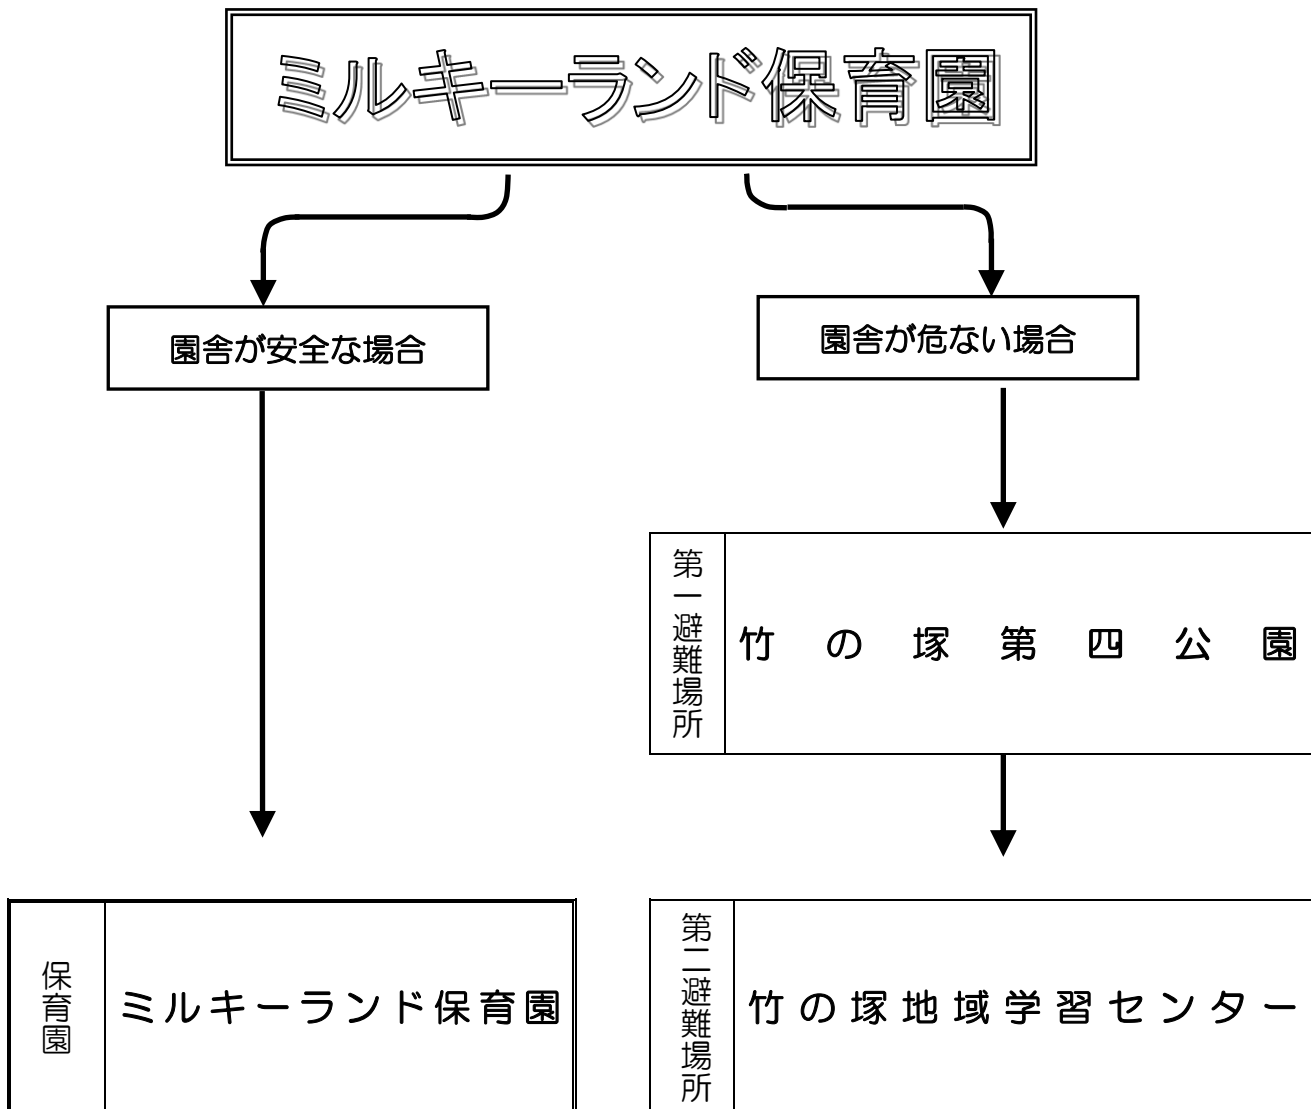 ミルキーランド保育園
園舎が安全な場合
園舎が危ない場合
第一避難場所
竹の塚第四公園
保育園
ミルキーランド保育園
第二避難場所
竹の塚地域学習センター